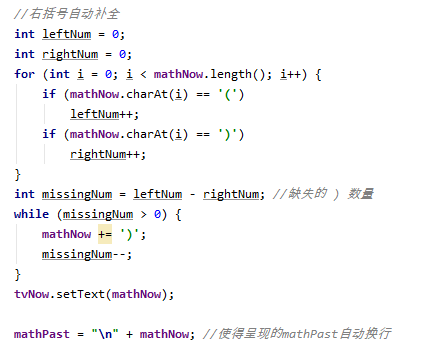 //右括号自动补全
int leftNum = 0;
int rightNum = 0;
for (int i = 0; i < mathNow.length(); i++) {
    if (mathNow.charAt(i) == '(')
        leftNum++;
    if (mathNow.charAt(i) == ')')
        rightNum++;
}
int missingNum = leftNum - rightNum; //缺失的 ) 数量
while (missingNum > 0) {
    mathNow += ')';
    missingNum--;
}
tvNow.setText(mathNow);
mathPast = "\n" + mathNow; //使得呈现的mathPast自动换行